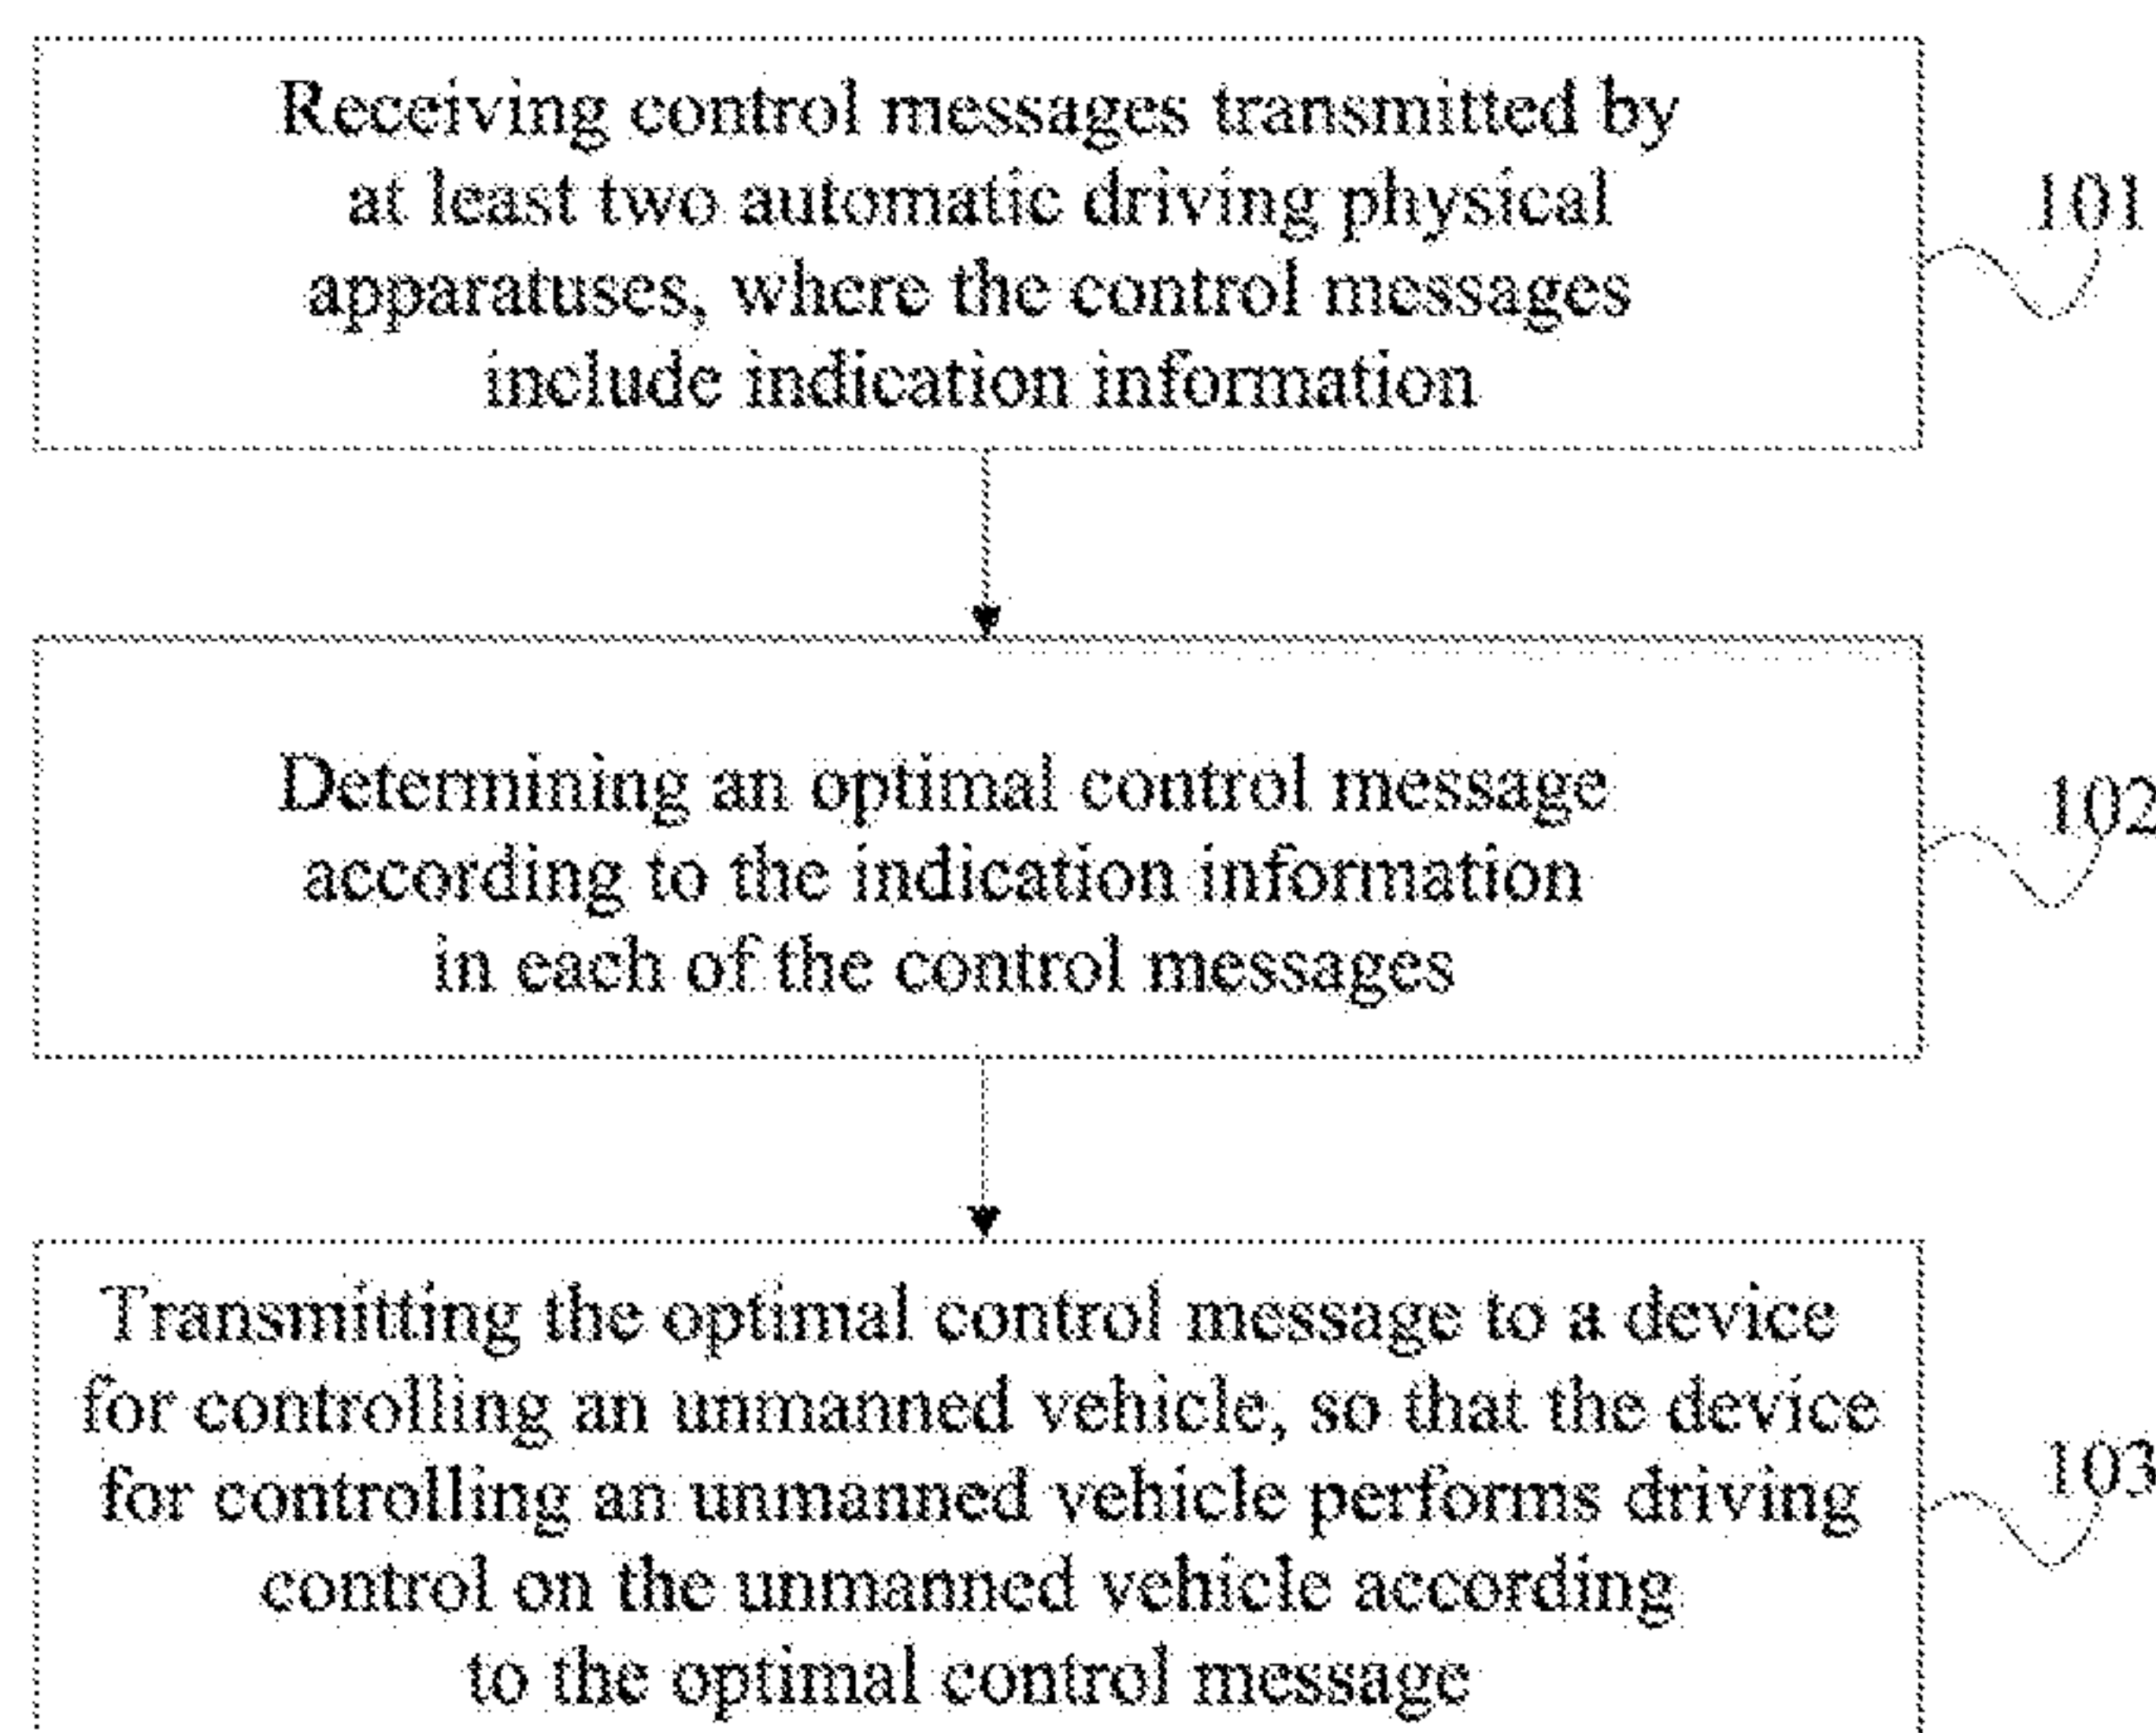 Receiving control messages transmitted by
at least two automatic driving physical
apparatuses, where the control messages
include indication information
101
Determining an optimal control message
according to the indication information
in each of the control messages
102
Transmitting the optimal control message to a device
for controlling an unmanned vehicle, so that the device
for controlling an unmanned vehicle performs driving
control on the unmanned vehicle according
to the optimal control message
103